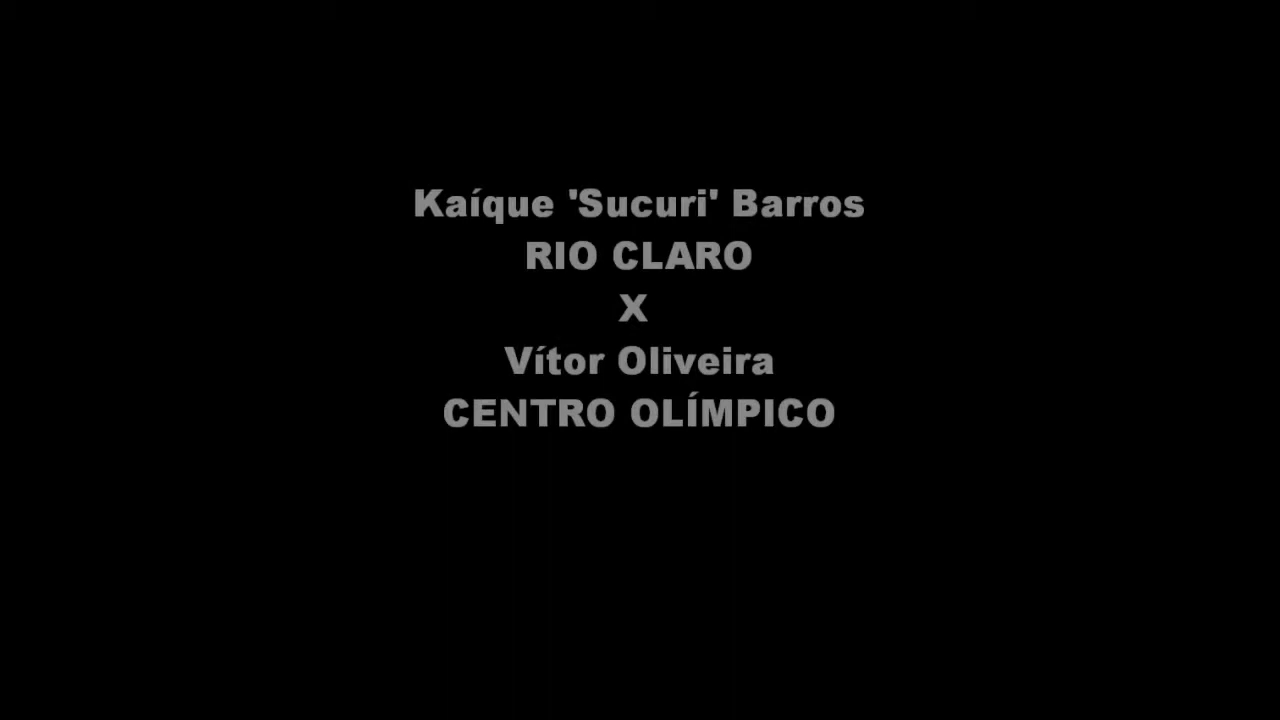 Kaíque 'Sucuri' Barros
RIO CLARO
X
Vítor Oliveira
CENTRO OLÍMPICO